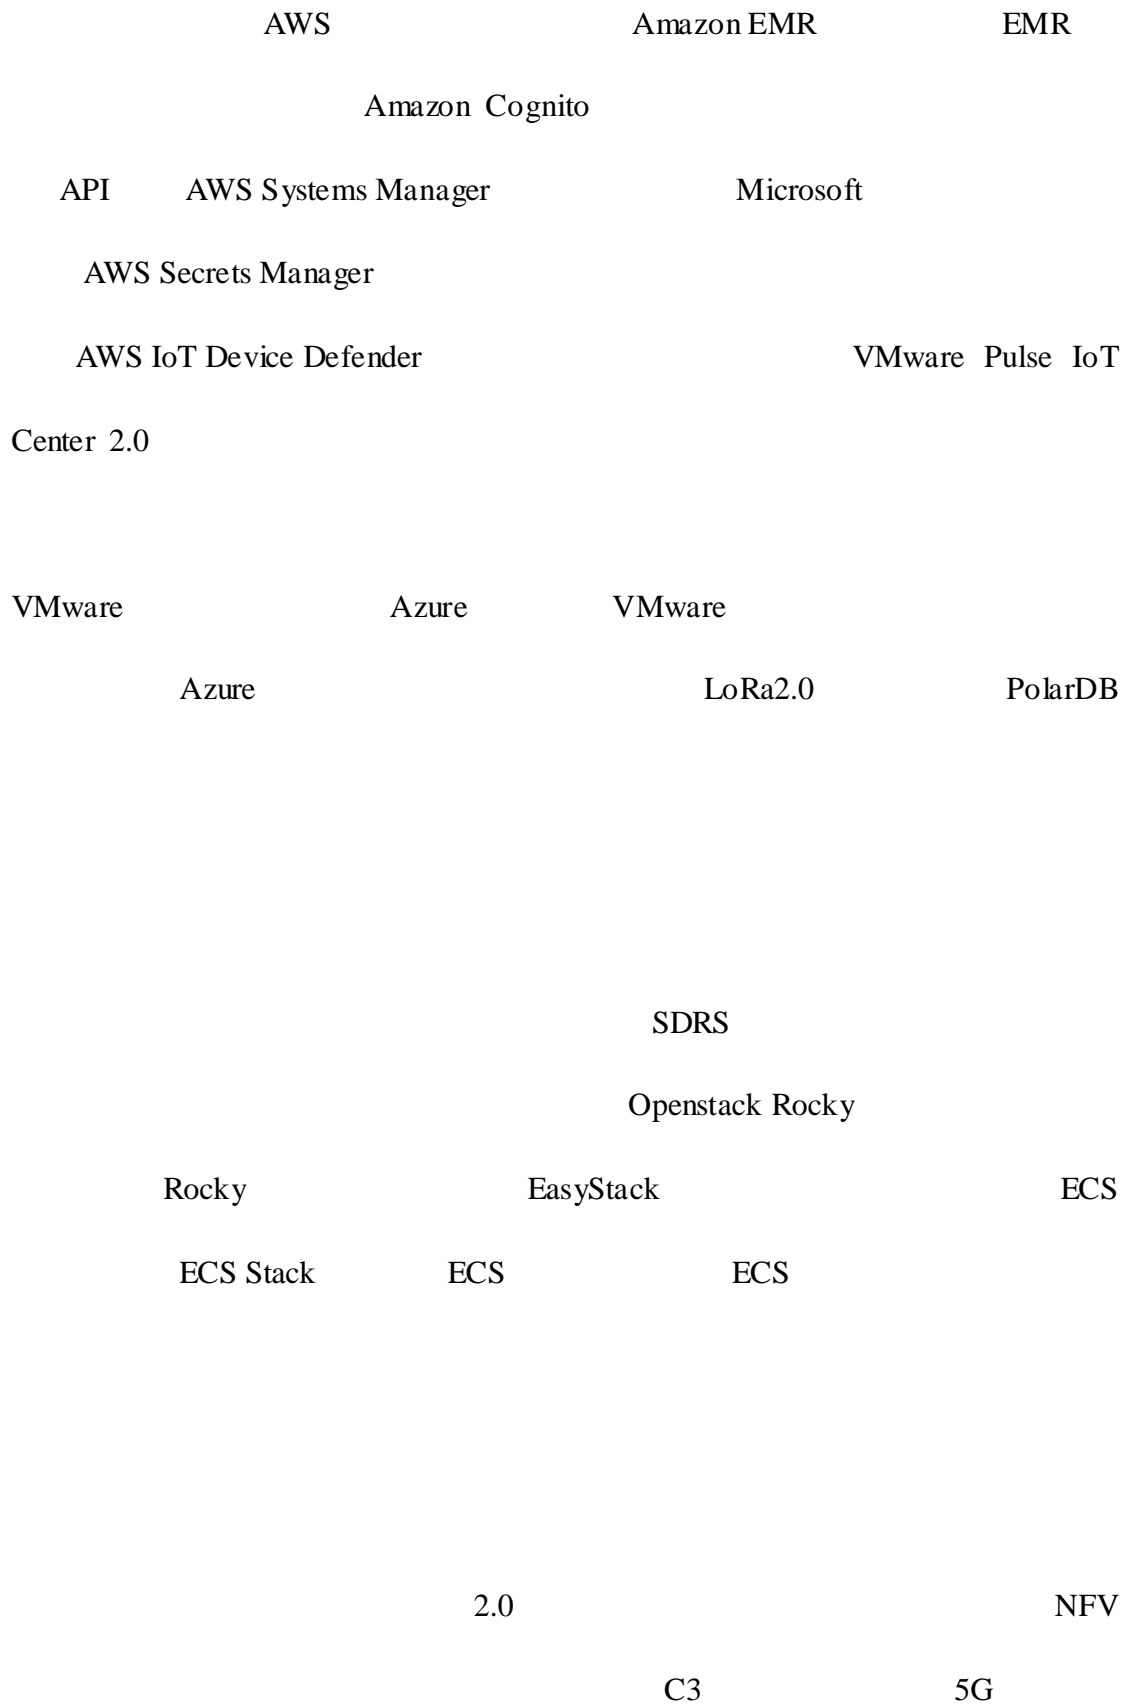 AWS Amazon EMR EMR
Amazon Cognito
API AWS Systems Manager Microsoft
AWS Secrets Manager
AWS IoT Device Defender VMware Pulse IoT
Center 2.0
VMware Azure VMware
Azure LoRa2.0 PolarDB
SDRS
Openstack Rocky
Rocky EasyStack ECS
ECS Stack ECS ECS
2.0 NFV
C3 5G